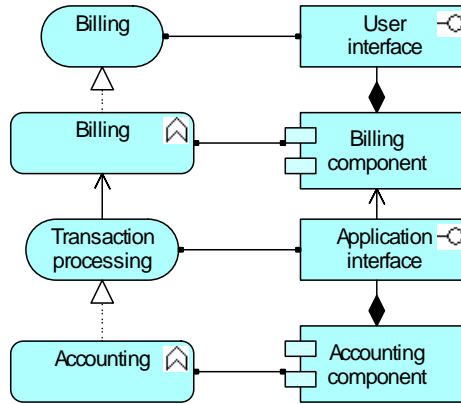 Billing
User
interface
Billing
Billing
component
Transaction
processing
Application
interface
Accounting
Accounting
component